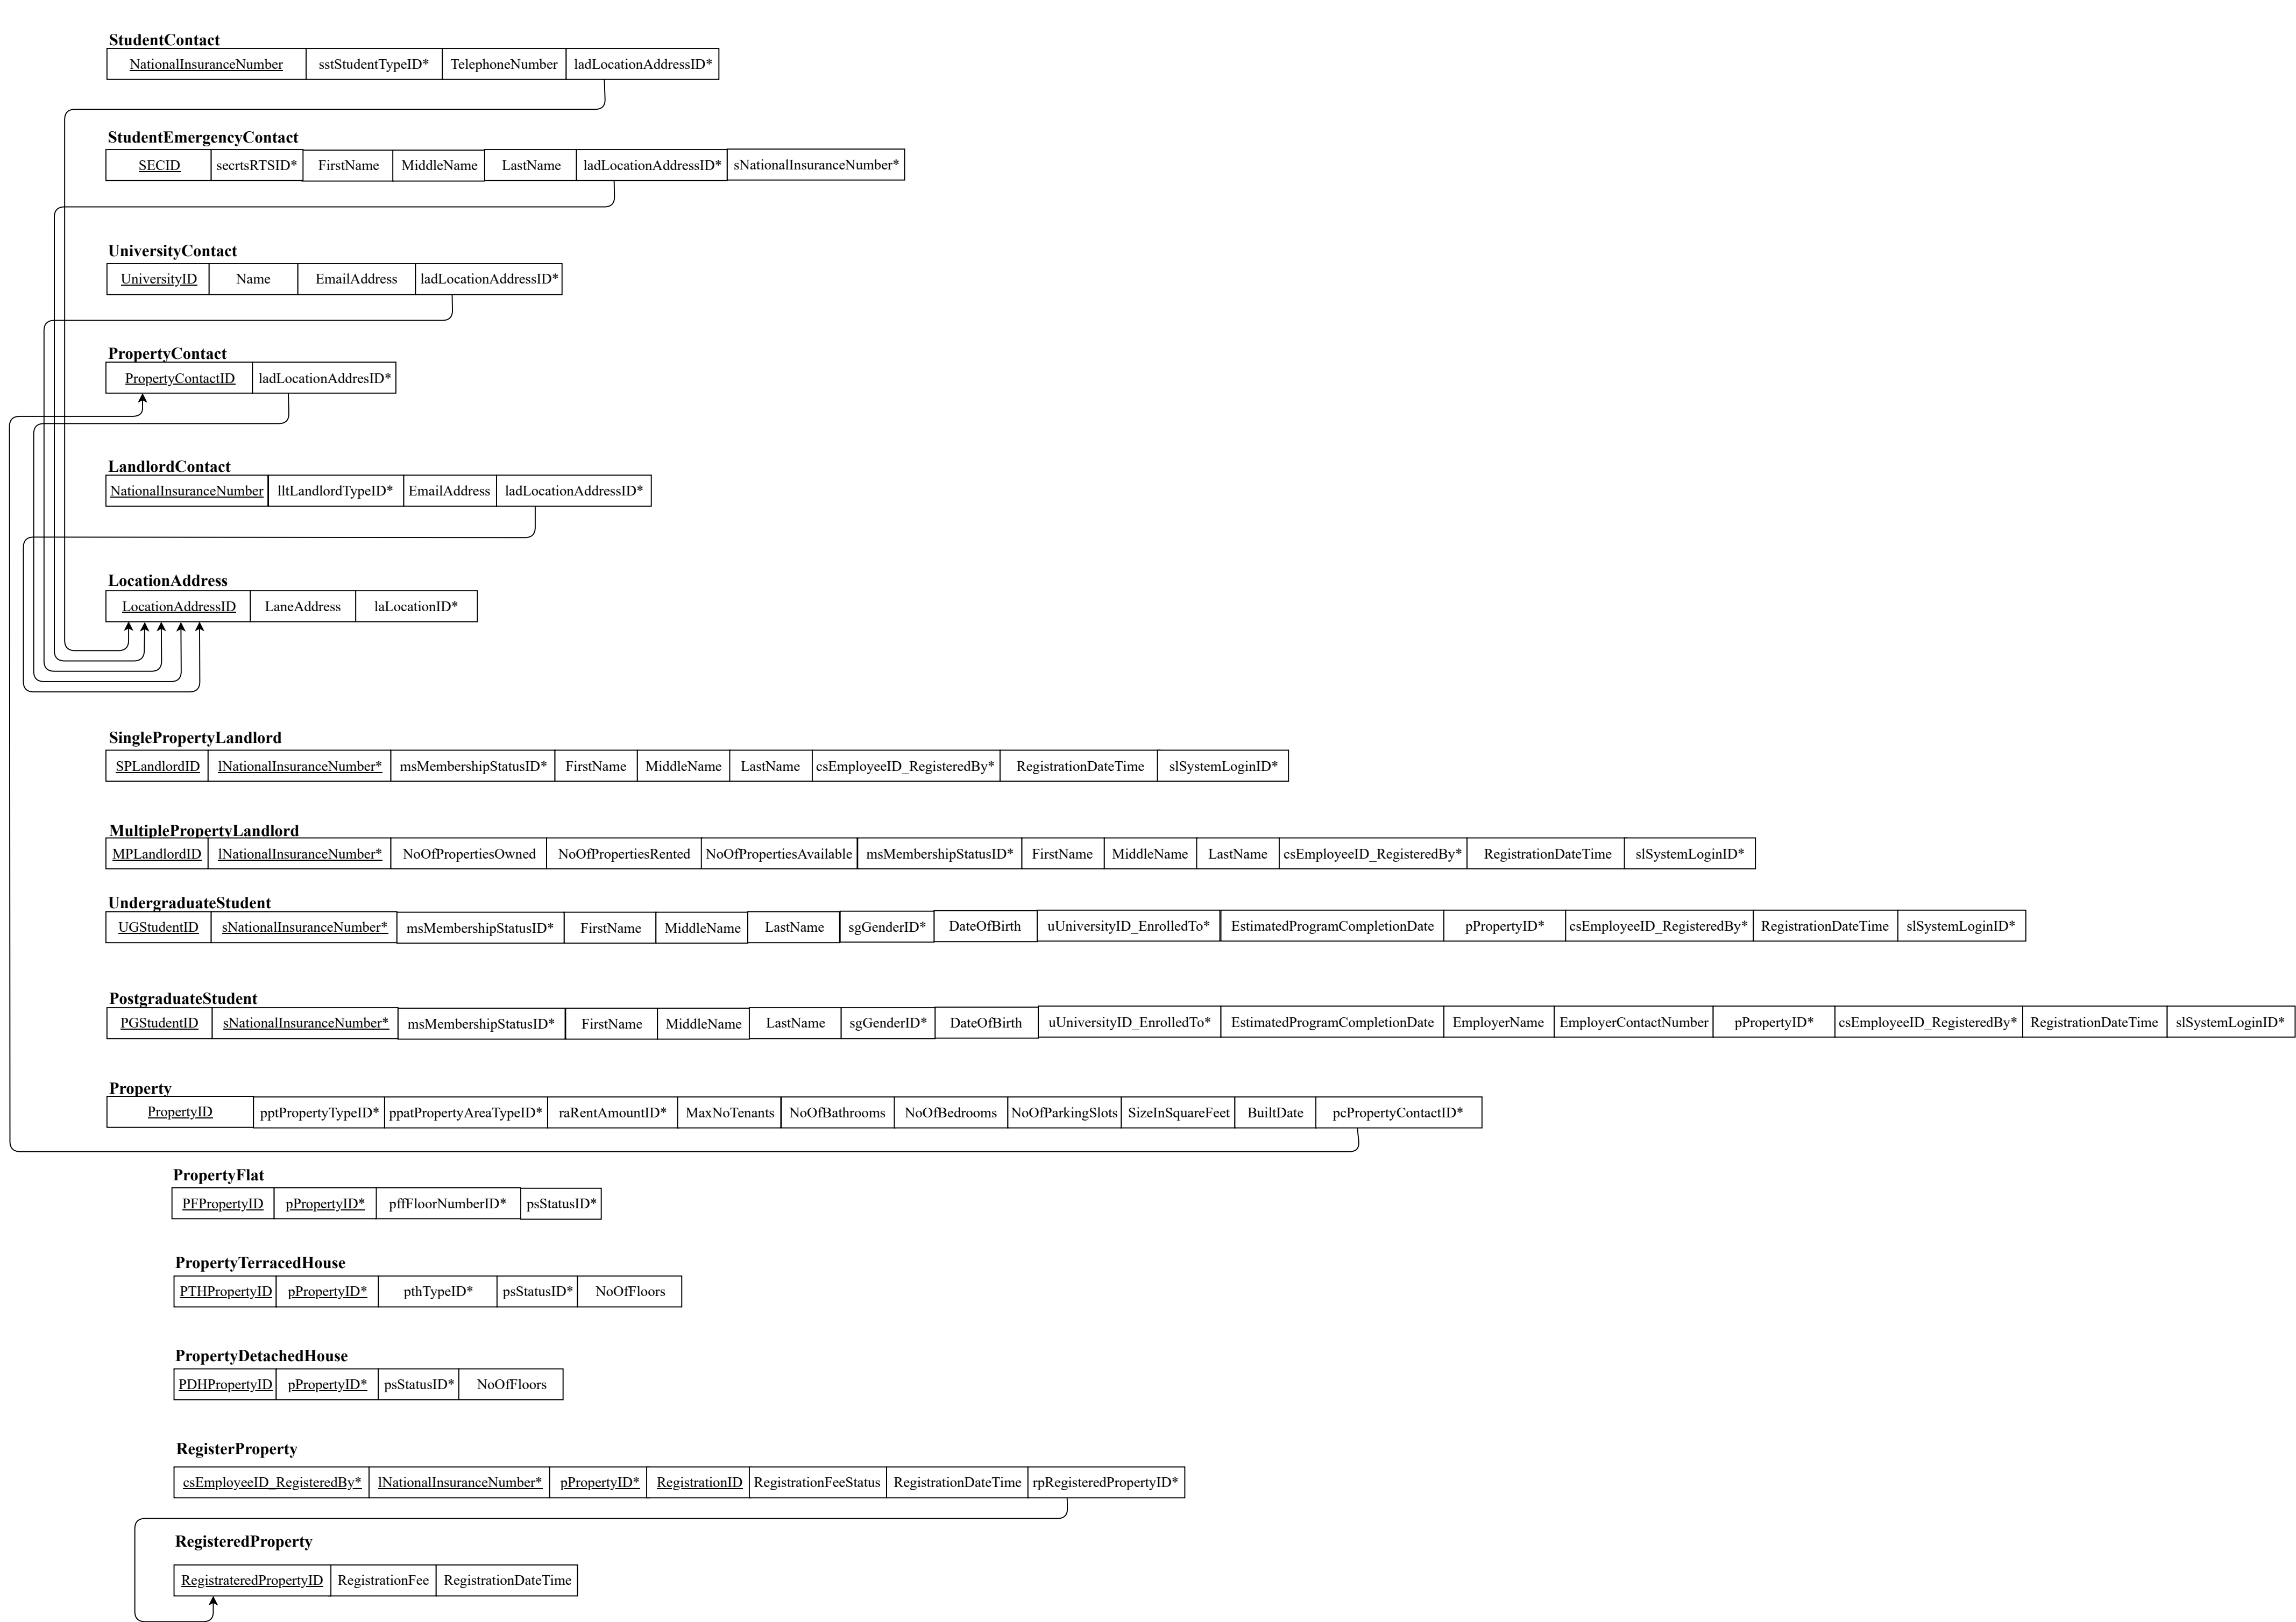 StudentContact
NationalInsuranceNumber sstStudentTypeID* TelephoneNumber ladLocationAddressID*
StudentEmergencyContact
SECID secrtsRTSID* FirstName MiddleName LastName ladLocationAddressID* sNationalInsuranceNumber*
UniversityContact
UniversityID Name EmailAddress ladLocationAddressID*
PropertyContact
PropertyContactID ladLocationAddresID*
LandlordContact
NationalInsuranceNumber lltLandlordTypeID* EmailAddress ladLocationAddressID*
LocationAddress
LocationAddressID LaneAddress laLocationID*
SinglePropertyLandlord
SPLandlordID lNationalInsuranceNumber* msMembershipStatusID* FirstName MiddleName LastName csEmployeeID_RegisteredBy* RegistrationDateTime slSystemLoginID*
MultiplePropertyLandlord
MPLandlordID lNationalInsuranceNumber* NoOfPropertiesOwned NoOfPropertiesRented NoOfPropertiesAvailable msMembershipStatusID* FirstName MiddleName LastName csEmployeeID_RegisteredBy* RegistrationDateTime slSystemLoginID*
UndergraduateStudent
UGStudentID sNationalInsuranceNumber* msMembershipStatusID* FirstName MiddleName LastName sgGenderID* DateOfBirth uUniversityID_EnrolledTo* EstimatedProgramCompletionDate pPropertyID* csEmployeeID_RegisteredBy* RegistrationDateTime slSystemLoginID*
PostgraduateStudent
PGStudentID sNationalInsuranceNumber* msMembershipStatusID* FirstName MiddleName LastName sgGenderID* DateOfBirth uUniversityID_EnrolledTo* EstimatedProgramCompletionDate EmployerName EmployerContactNumber pPropertyID* csEmployeeID_RegisteredBy* RegistrationDateTime slSystemLoginID*
Property
PropertyID pptPropertyTypeID* ppatPropertyAreaTypeID* raRentAmountID* MaxNoTenants NoOfBathrooms NoOfBedrooms NoOfParkingSlots SizeInSquareFeet BuiltDate pcPropertyContactID*
PropertyFlat
PFPropertyID pPropertyID* pffFloorNumberID* psStatusID*
PropertyTerracedHouse
PTHPropertyID pPropertyID* pthTypeID* psStatusID* NoOfFloors
PropertyDetachedHouse
PDHPropertyID pPropertyID* psStatusID* NoOfFloors
RegisterProperty
csEmployeeID_RegisteredBy* lNationalInsuranceNumber* pPropertyID* RegistrationID RegistrationFeeStatus RegistrationDateTime rpRegisteredPropertyID*
RegisteredProperty
RegistrateredPropertyID RegistrationFee RegistrationDateTime